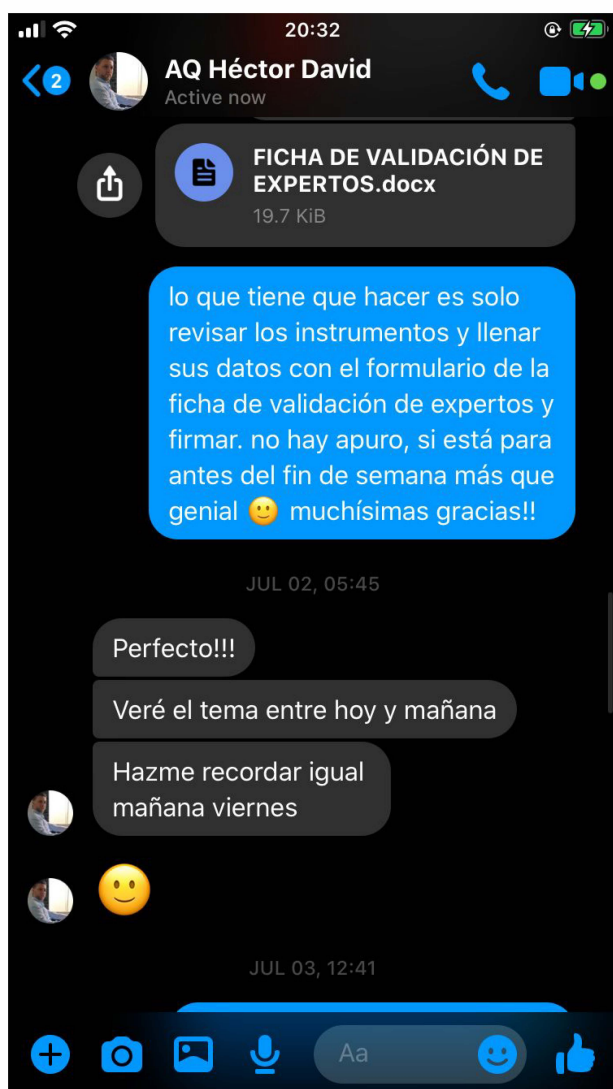 20:32
2
AQ Héctor David
Active now
FICHA DE VALIDACIÓN DE
EXPERTOS.docx
19.7 KiB
lo que tiene que hacer es solo
revisar los instrumentos y llenar
sus datos con el formulario de la
ficha de validación de expertos y
firmar. no hay apuro, si está para
antes del fin de semana más que
genial 🙂 muchísimas gracias!!
JUL 02, 05:45
Perfecto!!!
Veré el tema entre hoy y mañana
Hazme recordar igual
mañana viernes
🙂
JUL 03, 12:41
Aa